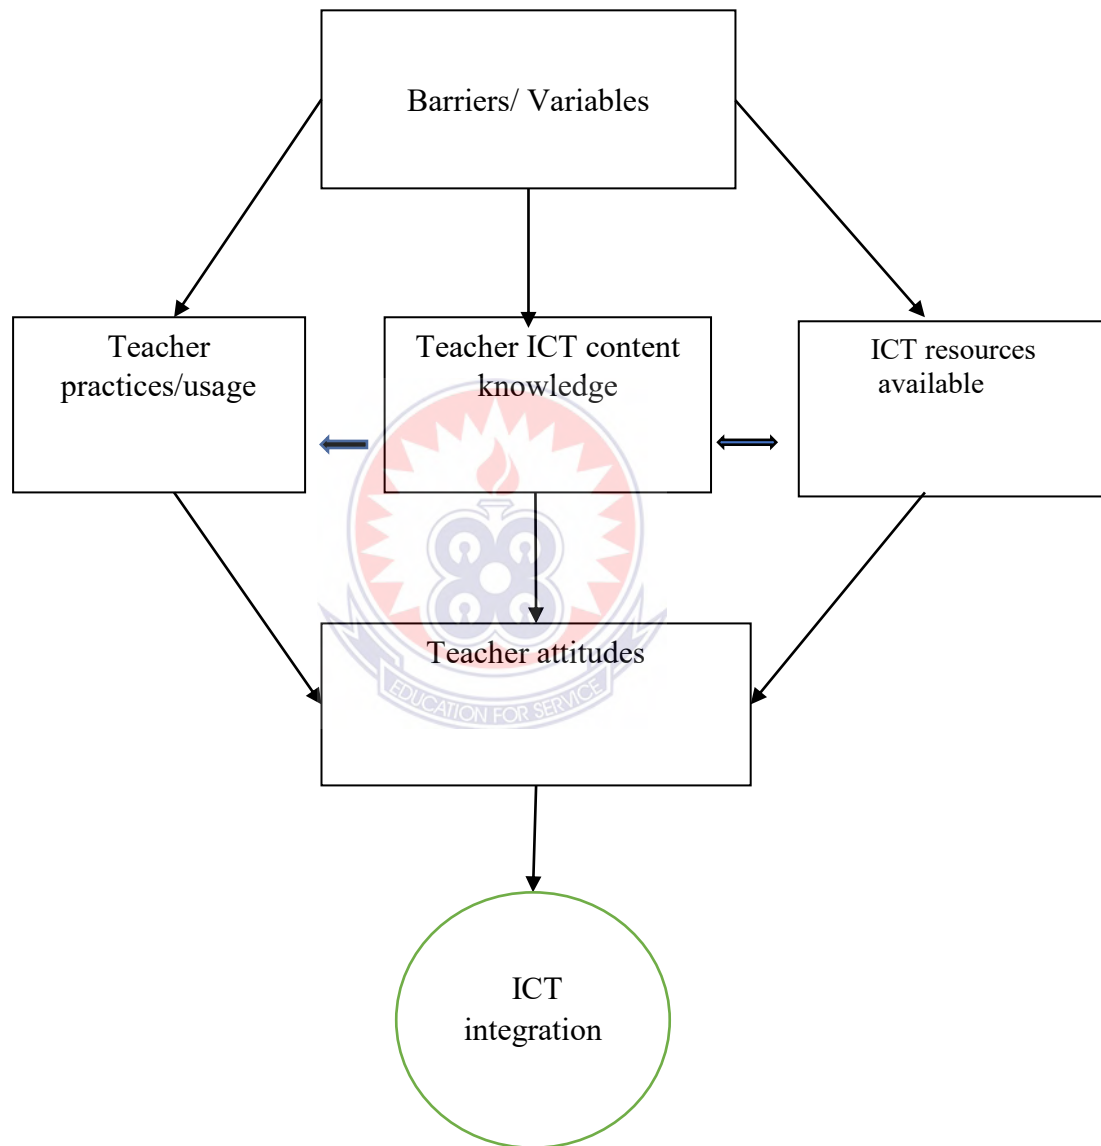 Barriers/ Variables
Teacher
practices/usage
Teacher ICT content
knowledge
ICT resources
available
Teacher attitudes
EDUCATION FOR SERVICE
ICT
integration